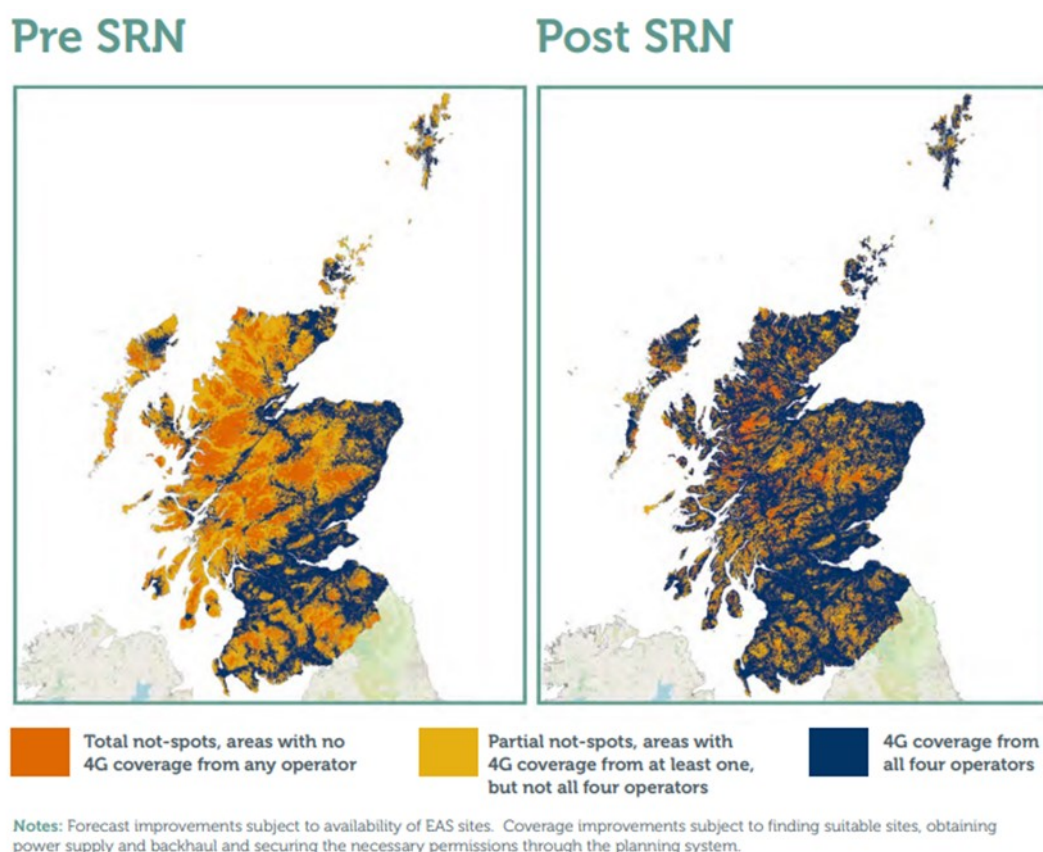 Pre SRN
Post SRN
Total not-spots, areas with no
4G coverage from any operator
Partial not-spots, areas with
4G coverage from at least one,
but not all four operators
4G coverage from
all four operators
Notes: Forecast improvements subject to availability of EAS sites. Coverage improvements subject to finding suitable sites, obtaining
power supply and backhaul and securing the necessary permissions through the planning system.